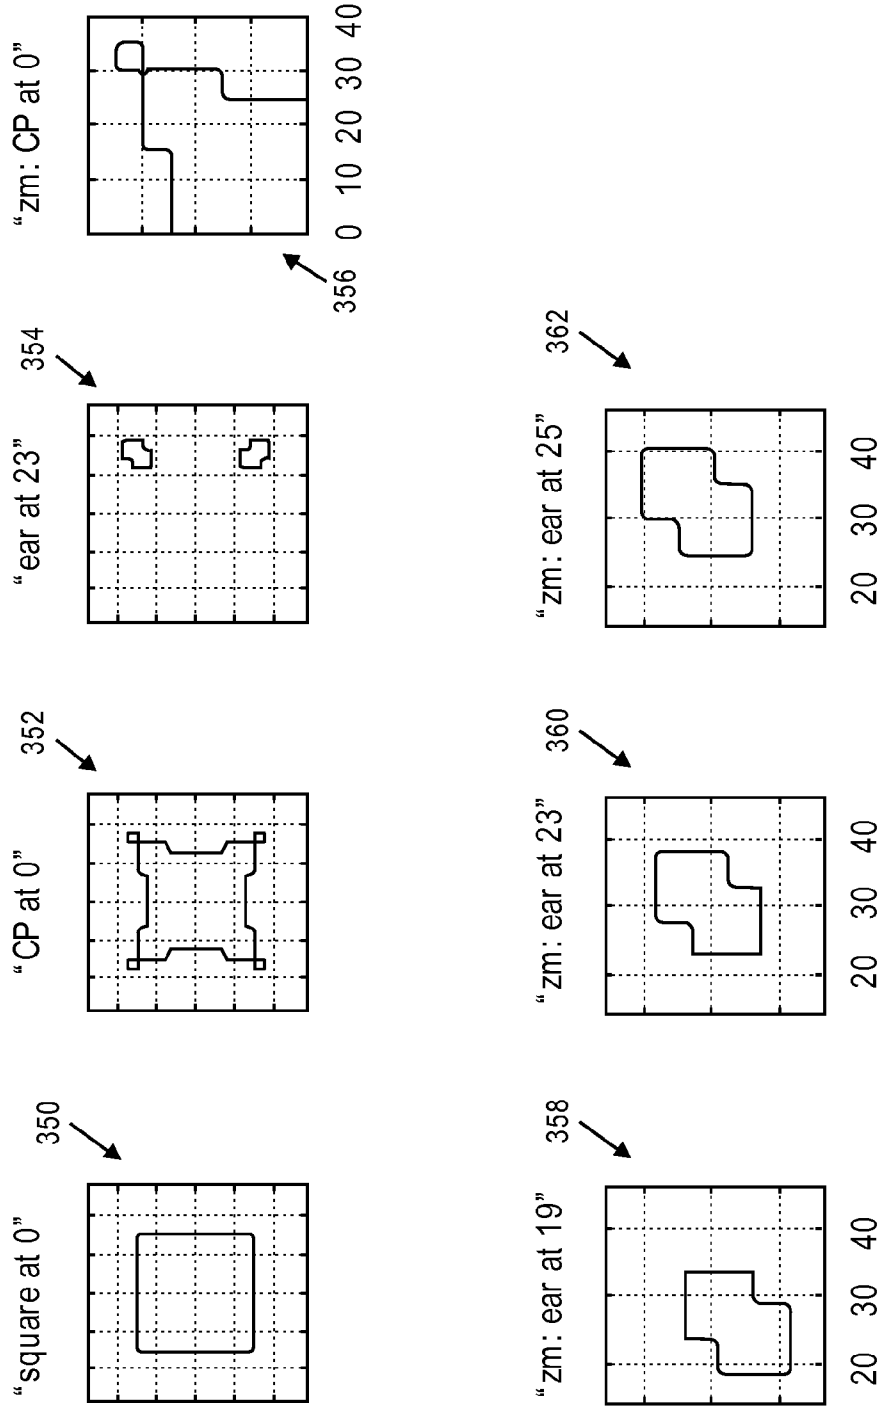 “square at 0”
350
“CP at 0”
352
“ear at 23”
354
“zm: CP at 0”
0 10 20 30 40
356
“zm: ear at 19”
358
20 30 40
“zm: ear at 23”
360
20 30 40
“zm: ear at 25”
362
20 30 40